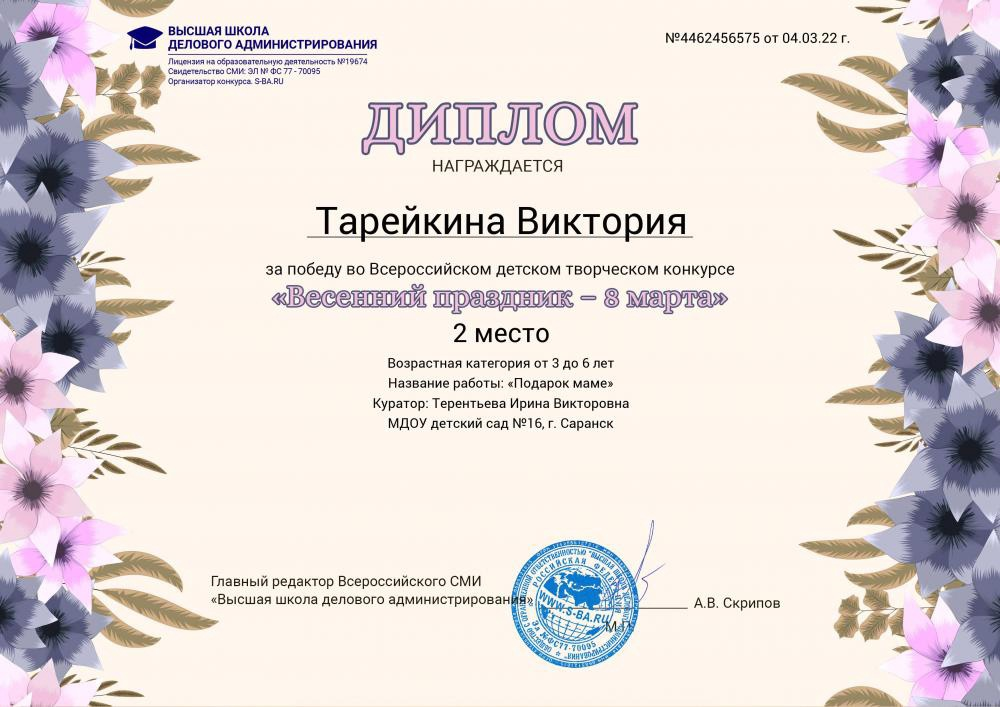 ВЫСШАЯ ШКОЛА
ДЕЛОВОГО АДМИНИСТРИРОВАНИЯ
Лицензия на образовательную деятельность №19674
Свидетельство СМИ: ЭЛ № ФС 77 - 70095
Организатор конкурса. S-BA.RU
№4462456575 от 04.03.22 г.
ДИПЛОМ
НАГРАЖДАЕТСЯ
Тарейкина Виктория
за победу во Всероссийском детском творческом конкурсе
«Весенний праздник – 8 марта»
2 место
Возрастная категория от 3 до 6 лет
Название работы: «Подарок маме»
Куратор: Терентьева Ирина Викторовна
МДОУ детский сад №16, г. Саранск
Главный редактор Всероссийского СМИ
«Высшая школа делового администрирования»
РОССИЙСКАЯ ФЕДЕРАЦИЯ
WWW.S-BA.RU
М.П.
А.В. Скрипов